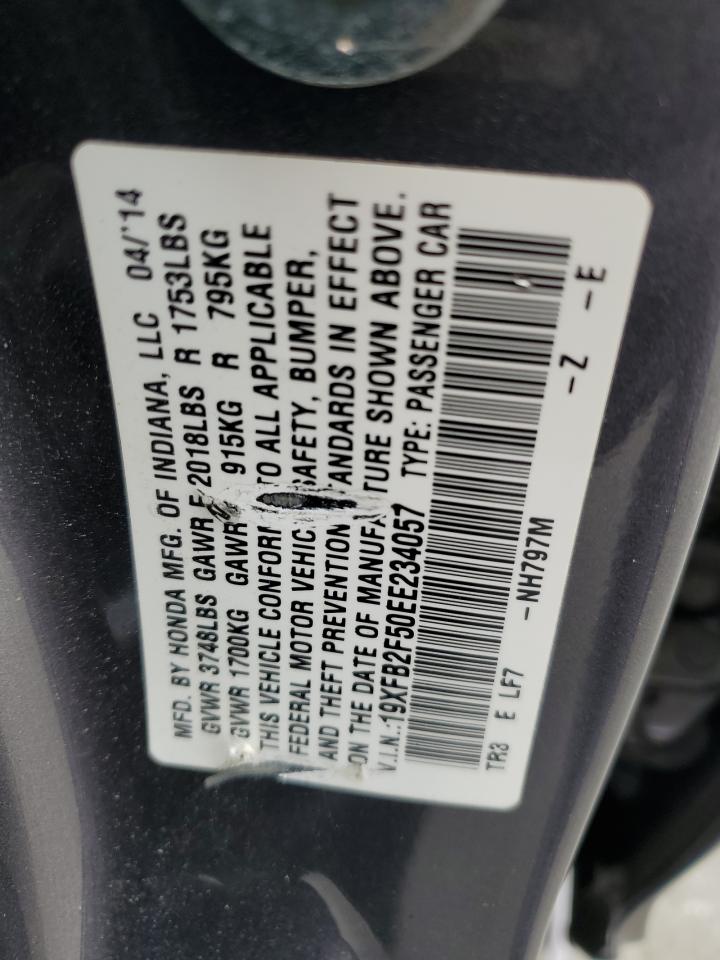 MFD. BY HONDA MFG. OF INDIANA, LLC 04/'14
GVWR 3748LBS GAWR F 2018LBS R 1753LBS
GVWR 1700KG GAWR 915KG R 795KG
THIS VEHICLE CONFORM TO ALL APPLICABLE
FEDERAL MOTOR VEHIC SAFETY, BUMPER,
AND THEFT PREVENTION TANDARDS IN EFFECT
ON THE DATE OF MANUFACTURE SHOWN ABOVE.
V.I.N.:19XFB2F50EE234057 TYPE: PASSENGER CAR
TR3 E LF7 -NH797M -Z -E